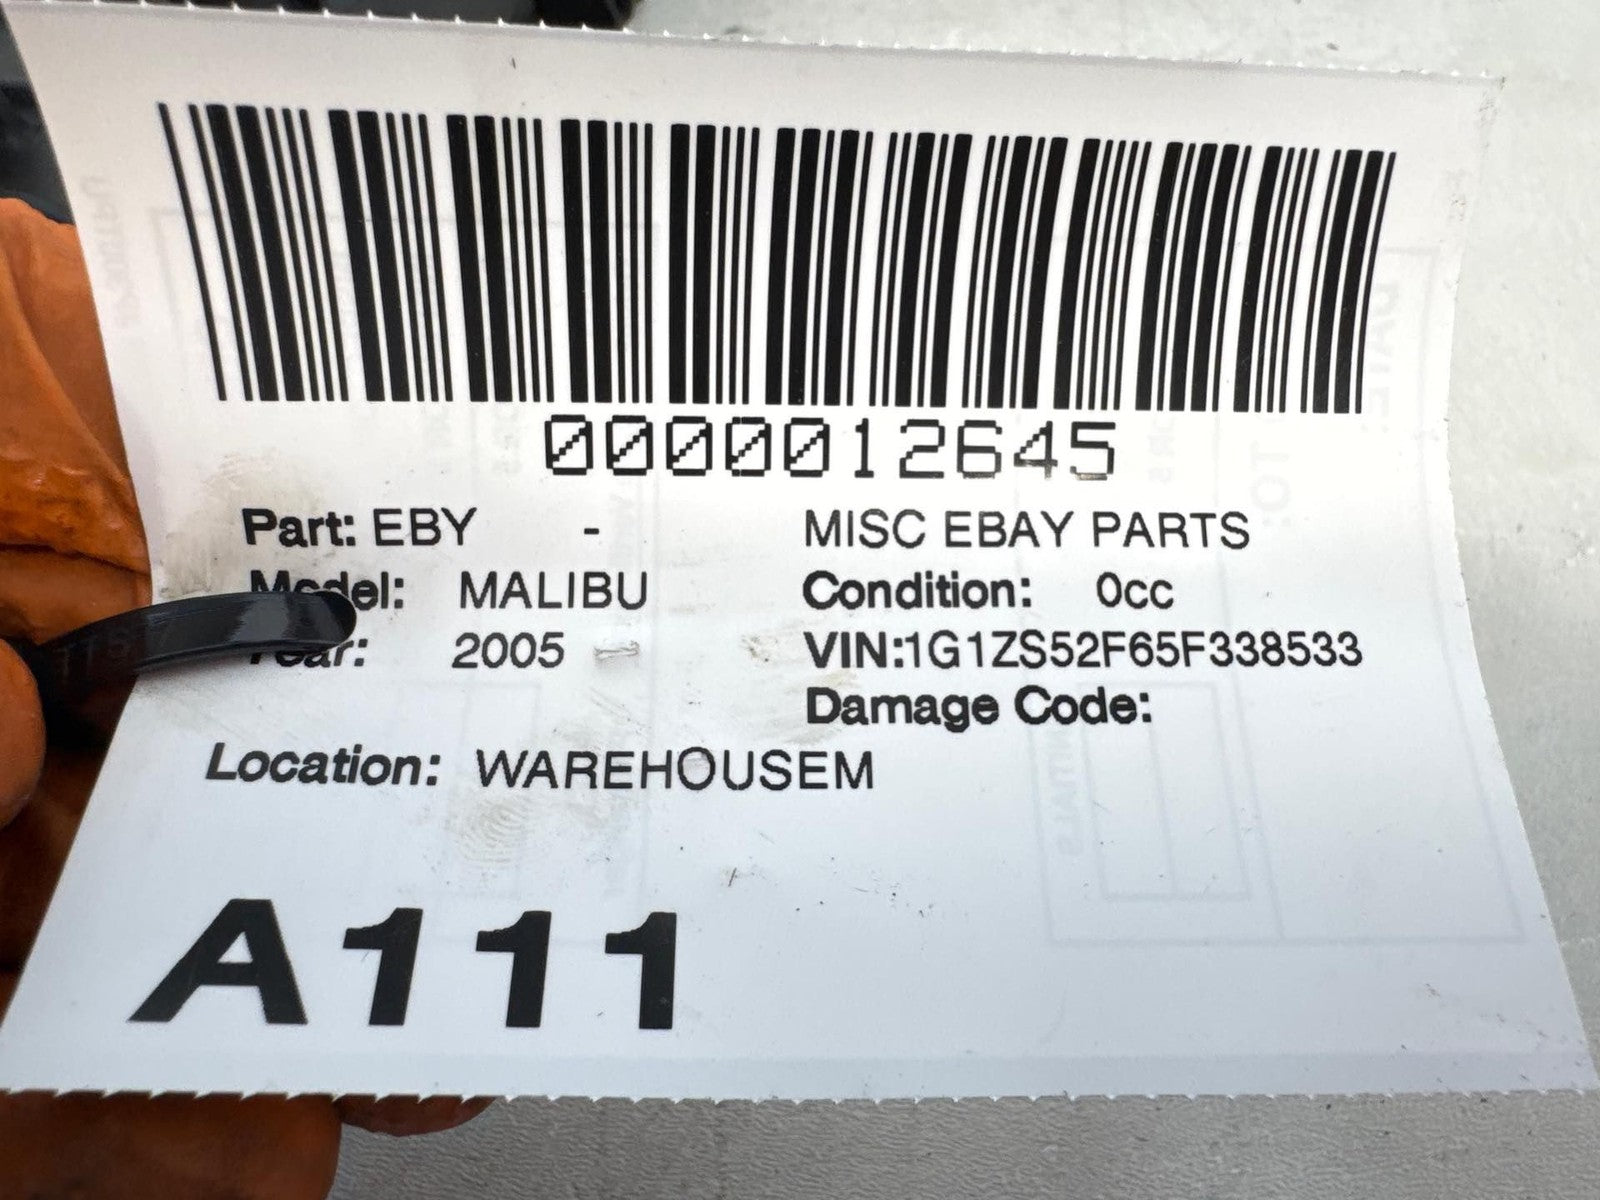 0000012645
Part: EBY - MISC EBAY PARTS
Model: MALIBU Condition: 0cc
Year: 2005 VIN:1G1ZS52F65F338533
Damage Code:
Location: WAREHOUSEM
A111